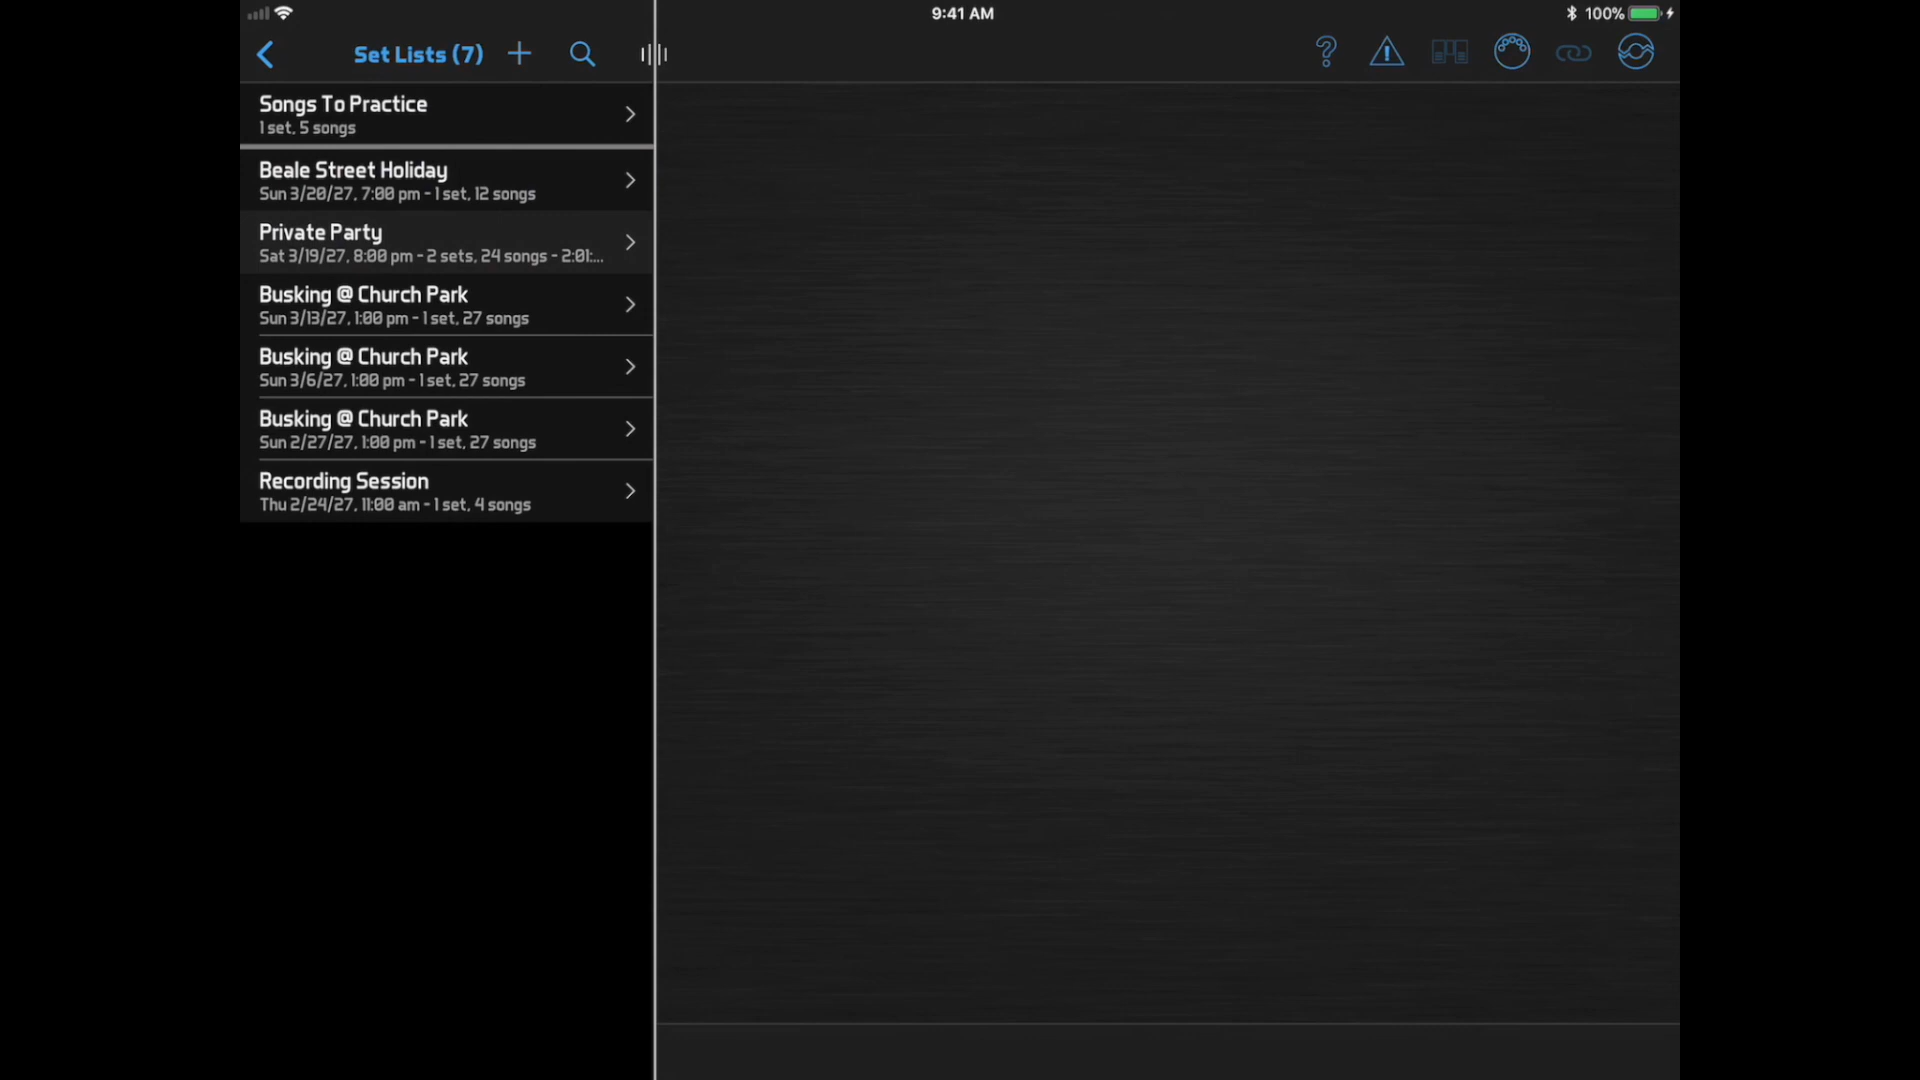 9:41 AM
100%
Set Lists (7)
Songs To Practice
1 set, 5 songs
Beale Street Holiday
Sun 3/20/27, 7:00 pm - 1 set, 12 songs
Private Party
Sat 3/19/27, 8:00 pm - 2 sets, 24 songs - 2:01:...
Busking @ Church Park
Sun 3/13/27, 1:00 pm - 1 set, 27 songs
Busking @ Church Park
Sun 3/6/27, 1:00 pm - 1 set, 27 songs
Busking @ Church Park
Sun 2/27/27, 1:00 pm - 1 set, 27 songs
Recording Session
Thu 2/24/27, 11:00 am - 1 set, 4 songs